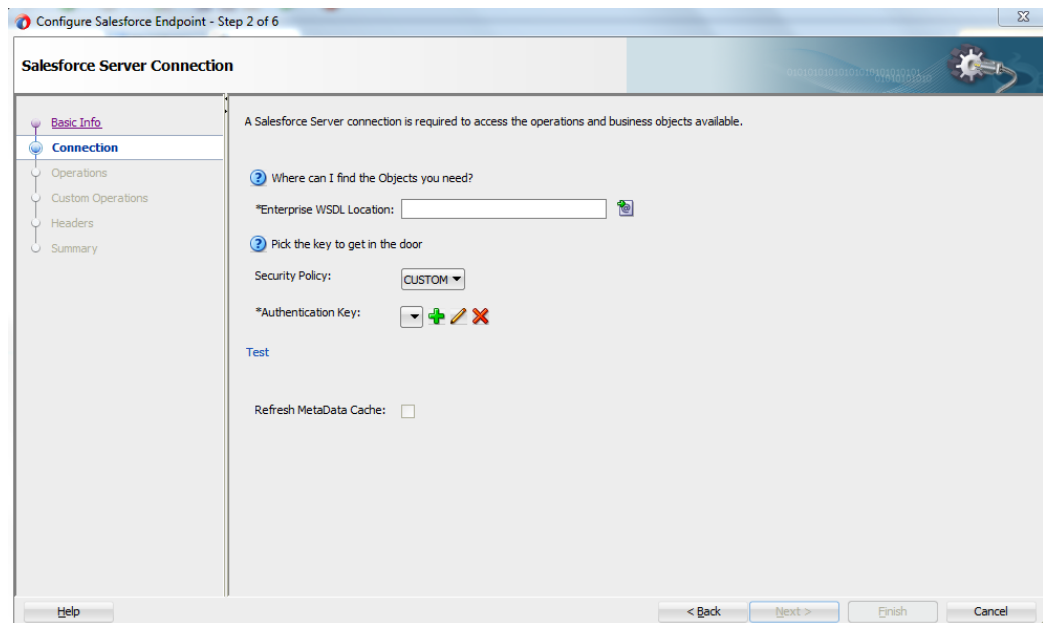 Configure Salesforce Endpoint - Step 2 of 6
Salesforce Server Connection
Basic Info
Connection
Operations
Custom Operations
Headers
Summary
A Salesforce Server connection is required to access the operations and business objects available.
Where can I find the Objects you need?
*Enterprise WSDL Location:
Pick the key to get in the door
Security Policy: CUSTOM
*Authentication Key:
Test
Refresh MetaData Cache:
Help < Back Next > Finish Cancel